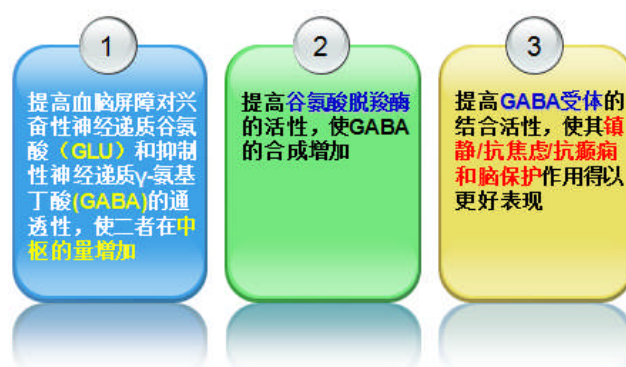 1
提高血脑屏障对兴
奋性神经递质谷氨
酸（GLU）和抑制
性神经递质γ-氨基
丁酸(GABA)的通
透性，使二者在中
枢的量增加
2
提高谷氨酸脱羧酶
的活性，使GABA
的合成增加
3
提高GABA受体的
结合活性，使其镇
静/抗焦虑/抗癫痫
和脑保护作用得以
更好表现